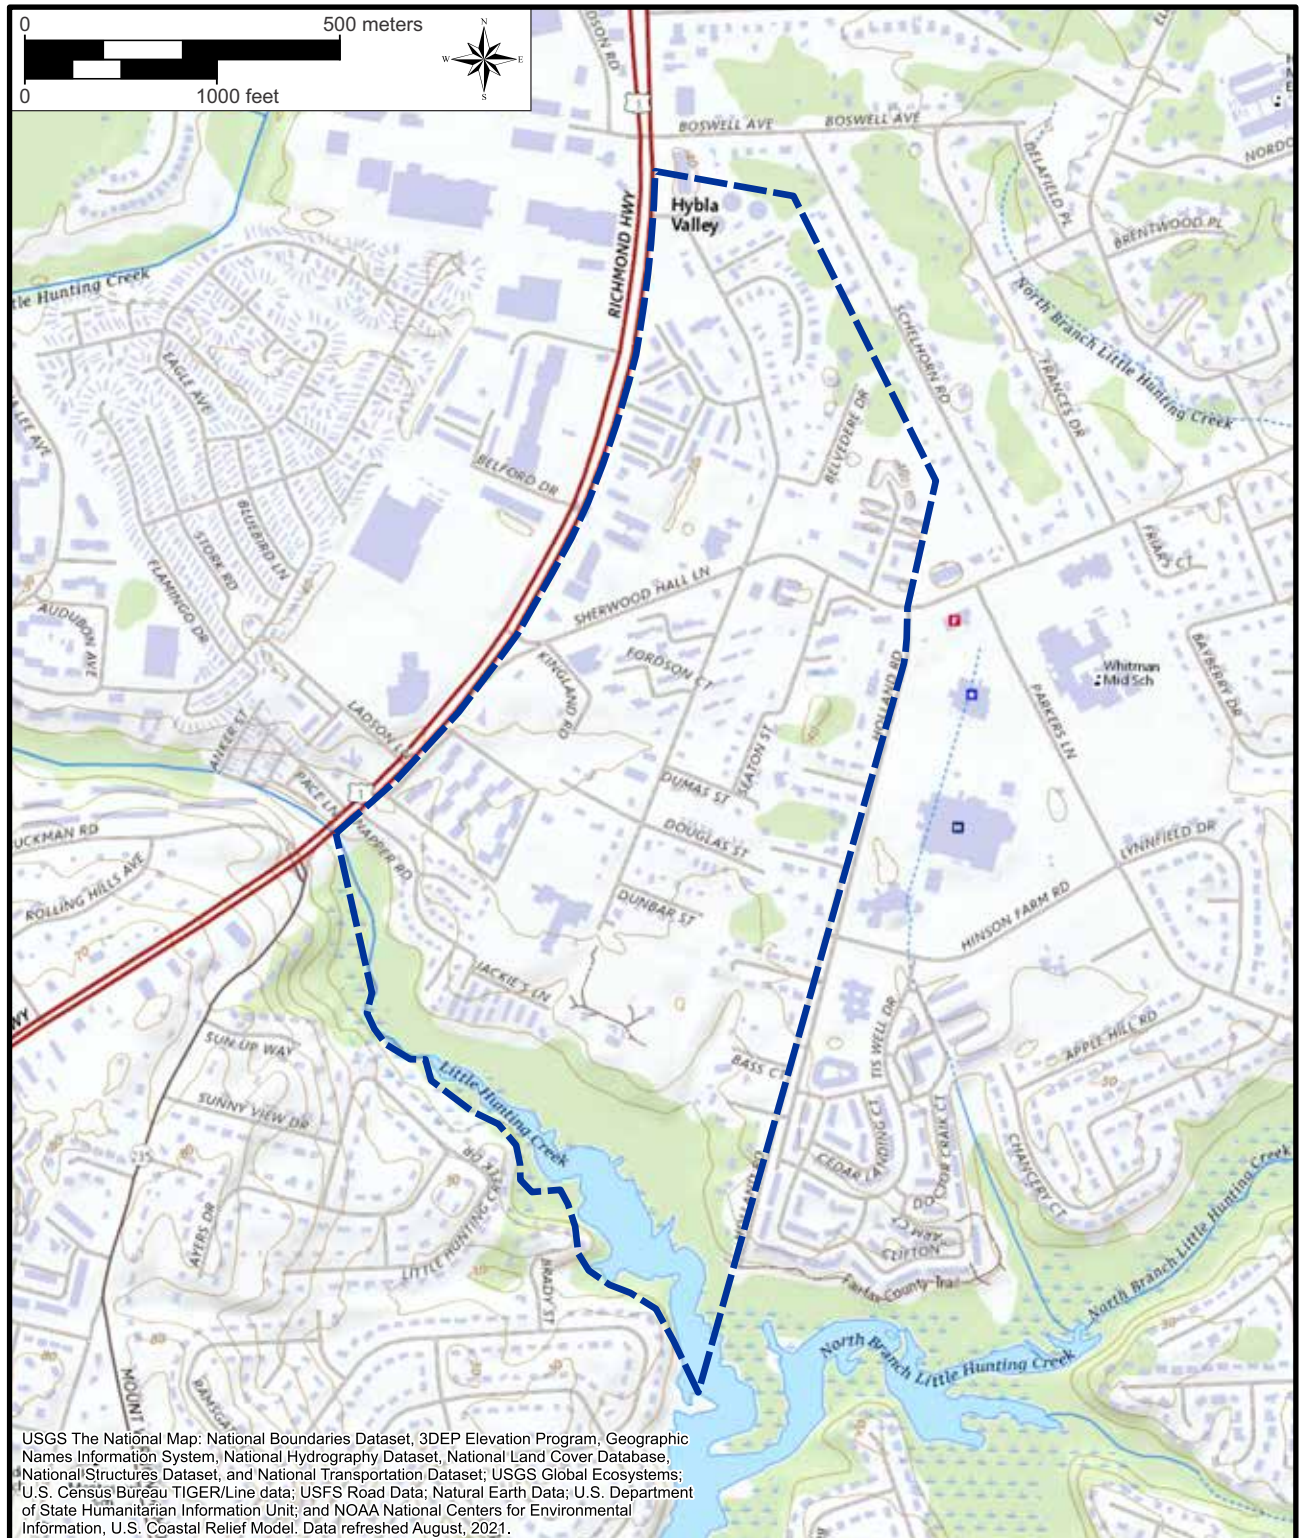 0 500 meters
0 1000 feet
N
W E
S
1
BOSWELL AVE
BOSWELL AVE
DELAFIELD PL
BRENTWOOD PL
Hybla
Valley
RICHMOND HWY
North Branch Little Hunting Creek
SCHELHORN RD
FRANCES DR
EAGLE AVE
BELVEDERE DR
BELFORD DR
BLUEBIRD LN
STORK RD
FLAMINGO DR
FRIARS CT
AUDUBON AVE
SHERWOOD HALL LN
FORDSON CT
KINGLAND RD
HOLLAND RD
Whitman
Mid Sch
BAYBERRY DR
PARKERS LN
ANKER ST
PACE LN
1
NAPPER RD
SEATON ST
DUMAS ST
DOUGLAS ST
LYNNFIELD DR
ROLLING HILLS AVE
DUNBAR ST
HINSON FARM RD
70
JACKIE'S LN
TIS WELL DR
APPLE HILL RD
SUN UP WAY
SUNNY VIEW DR
BASS CT
Little Hunting Creek
235
CEDAR LANDING CT
DOCTOR CRAIK CT
CHANCERY CT
AYERS DR
CLIFTON
Fairfax County Trail
BRADY ST
North Branch Little Hunting Creek
North Branch Little Hunting Creek
USGS The National Map: National Boundaries Dataset, 3DEP Elevation Program, Geographic
Names Information System, National Hydrography Dataset, National Land Cover Database,
National Structures Dataset, and National Transportation Dataset; USGS Global Ecosystems;
U.S. Census Bureau TIGER/Line data; USFS Road Data; Natural Earth Data; U.S. Department
of State Humanitarian Information Unit; and NOAA National Centers for Environmental
Information, U.S. Coastal Relief Model. Data refreshed August, 2021.